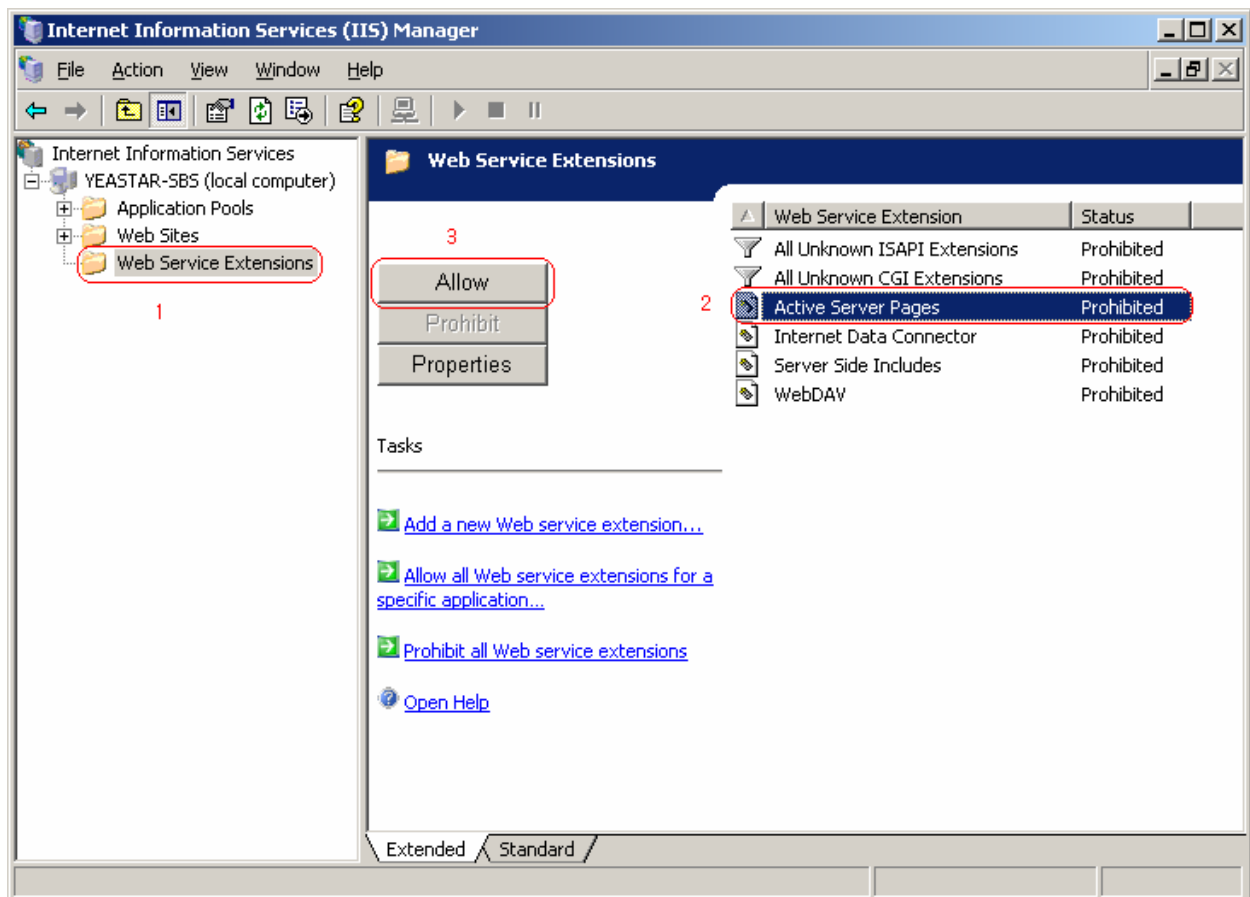 Internet Information Services (IIS) Manager
File Action View Window Help
Internet Information Services
YEASTAR-SBS (local computer)
Application Pools
Web Sites
Web Service Extensions
1
Web Service Extensions
3
Allow
Prohibit
Properties
Tasks
Add a new Web service extension...
Allow all Web service extensions for a
specific application...
Prohibit all Web service extensions
Open Help
Web Service Extension Status
All Unknown ISAPI Extensions Prohibited
All Unknown CGI Extensions Prohibited
2 Active Server Pages Prohibited
Internet Data Connector Prohibited
Server Side Includes Prohibited
WebDAV Prohibited
Extended Standard